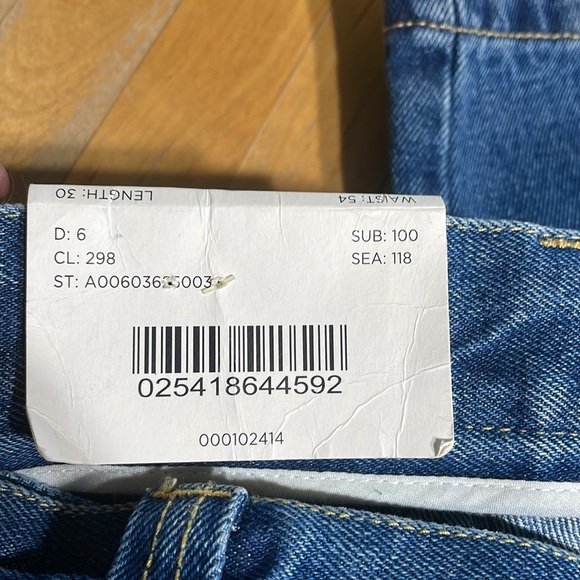 LENGTH: 30 WAIST: 54
D: 6 SUB: 100
CL: 298 SEA: 118
ST:
025418644592
000102414